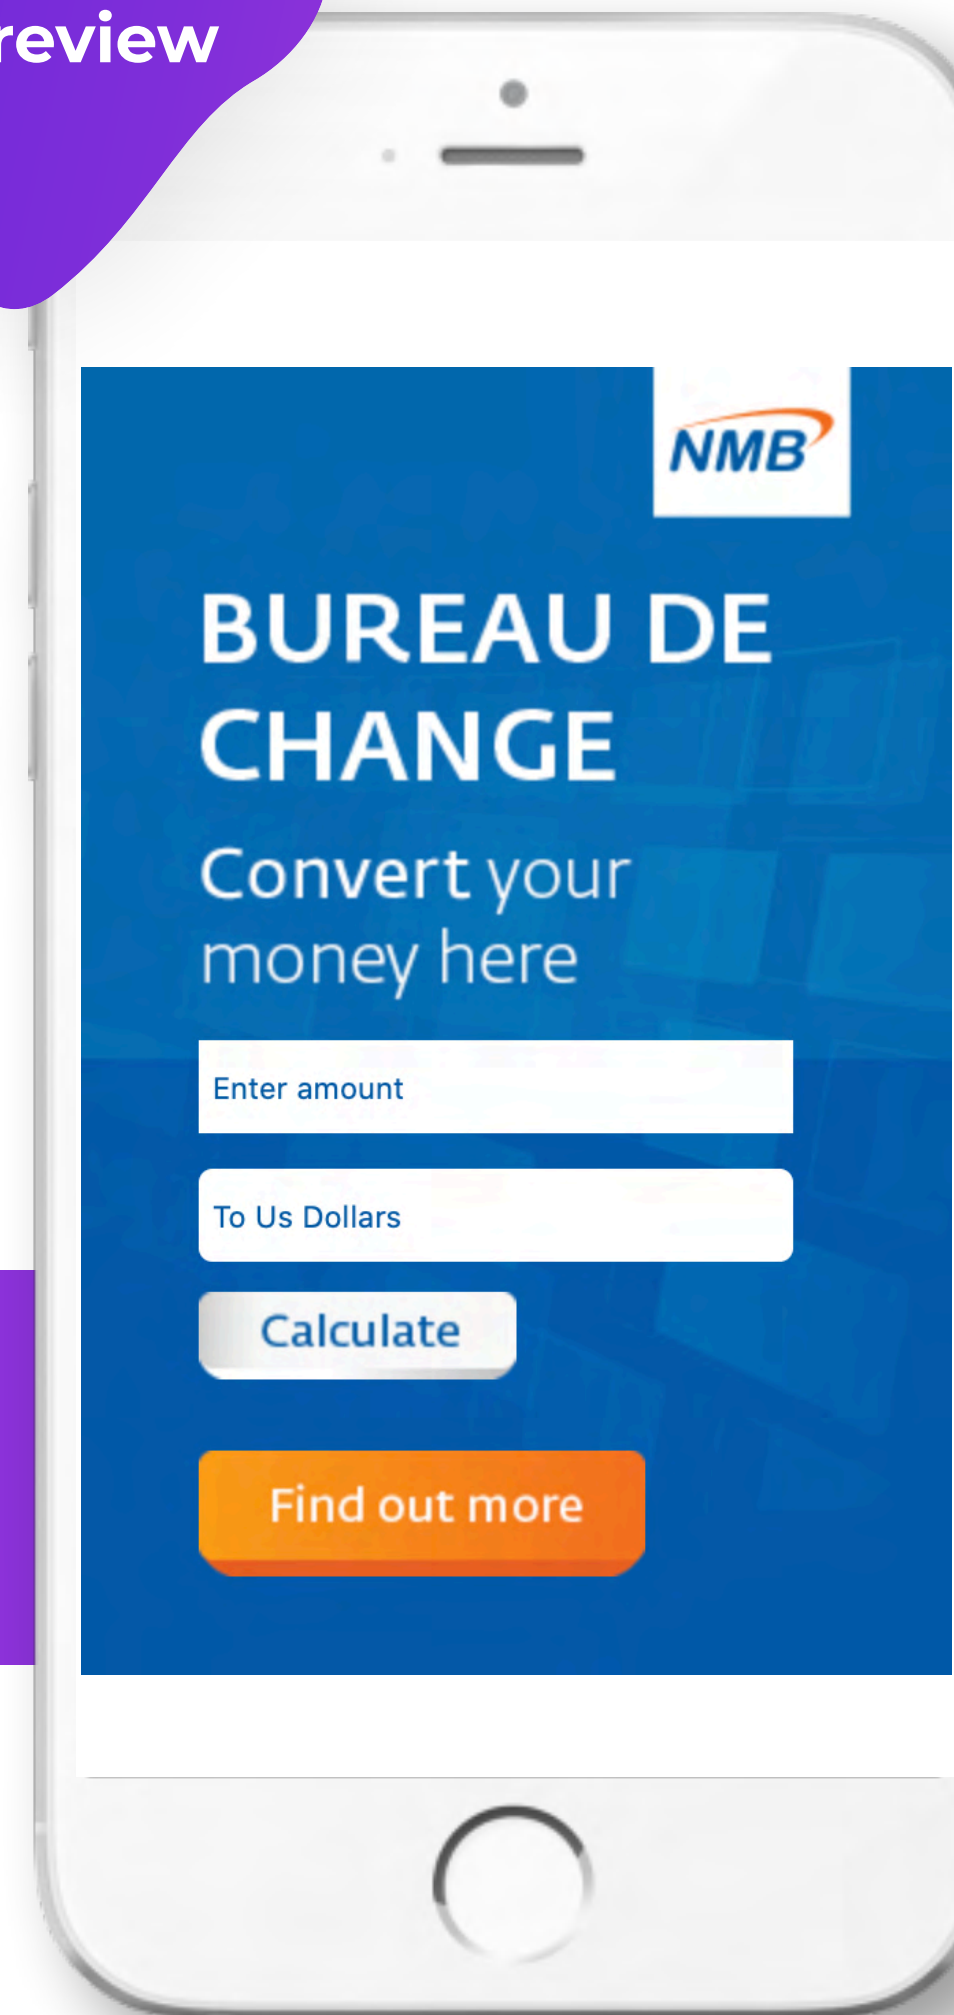 review
NMB
BUREAU DE
CHANGE
Convert your
money here
Enter amount
To Us Dollars
Calculate
Find out more